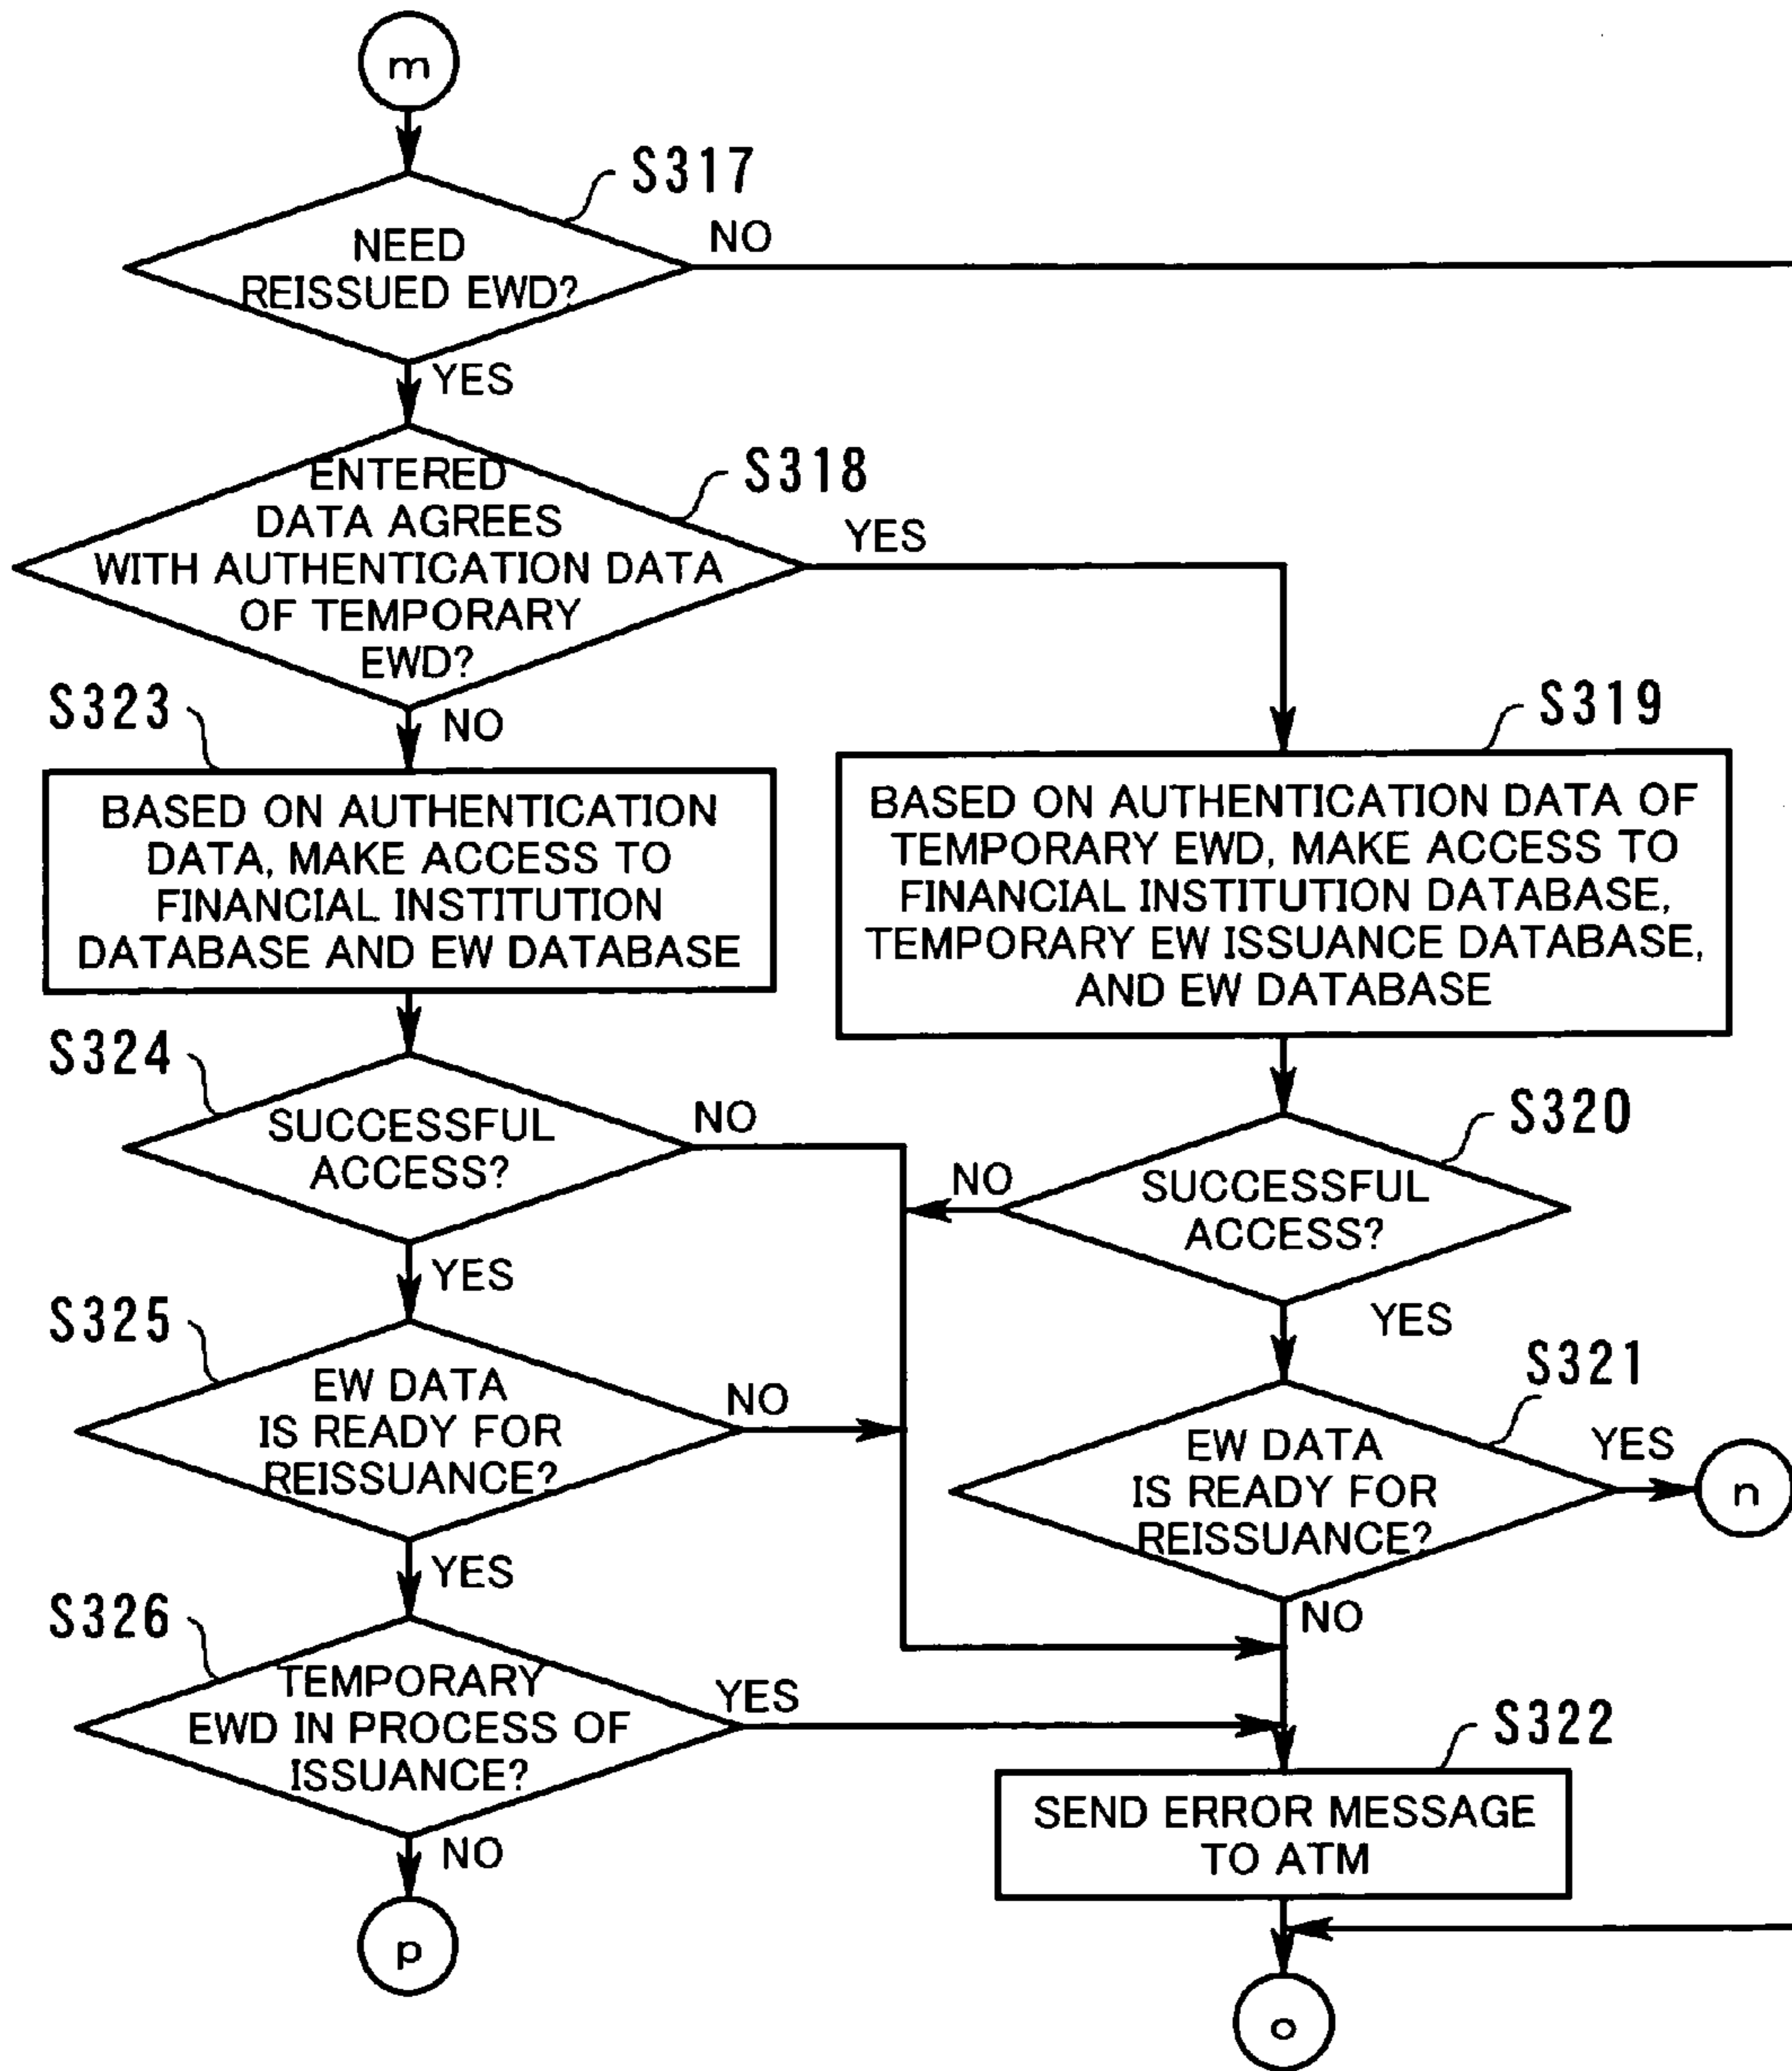 m
S317
NEED
REISSUED EWD?
NO
YES
S318
ENTERED
DATA AGREES
WITH AUTHENTICATION DATA
OF TEMPORARY
EWD?
YES
NO
S323
BASED ON AUTHENTICATION
DATA, MAKE ACCESS TO
FINANCIAL INSTITUTION
DATABASE AND EW DATABASE
S319
BASED ON AUTHENTICATION DATA OF
TEMPORARY EWD, MAKE ACCESS TO
FINANCIAL INSTITUTION DATABASE,
TEMPORARY EW ISSUANCE DATABASE,
AND EW DATABASE
S324
SUCCESSFUL
ACCESS?
NO
YES
S320
SUCCESSFUL
ACCESS?
NO
YES
S325
EW DATA
IS READY FOR
REISSUANCE?
NO
YES
S321
EW DATA
IS READY FOR
REISSUANCE?
YES
n
NO
S326
TEMPORARY
EWD IN PROCESS OF
ISSUANCE?
YES
NO
p
S322
SEND ERROR MESSAGE
TO ATM
o